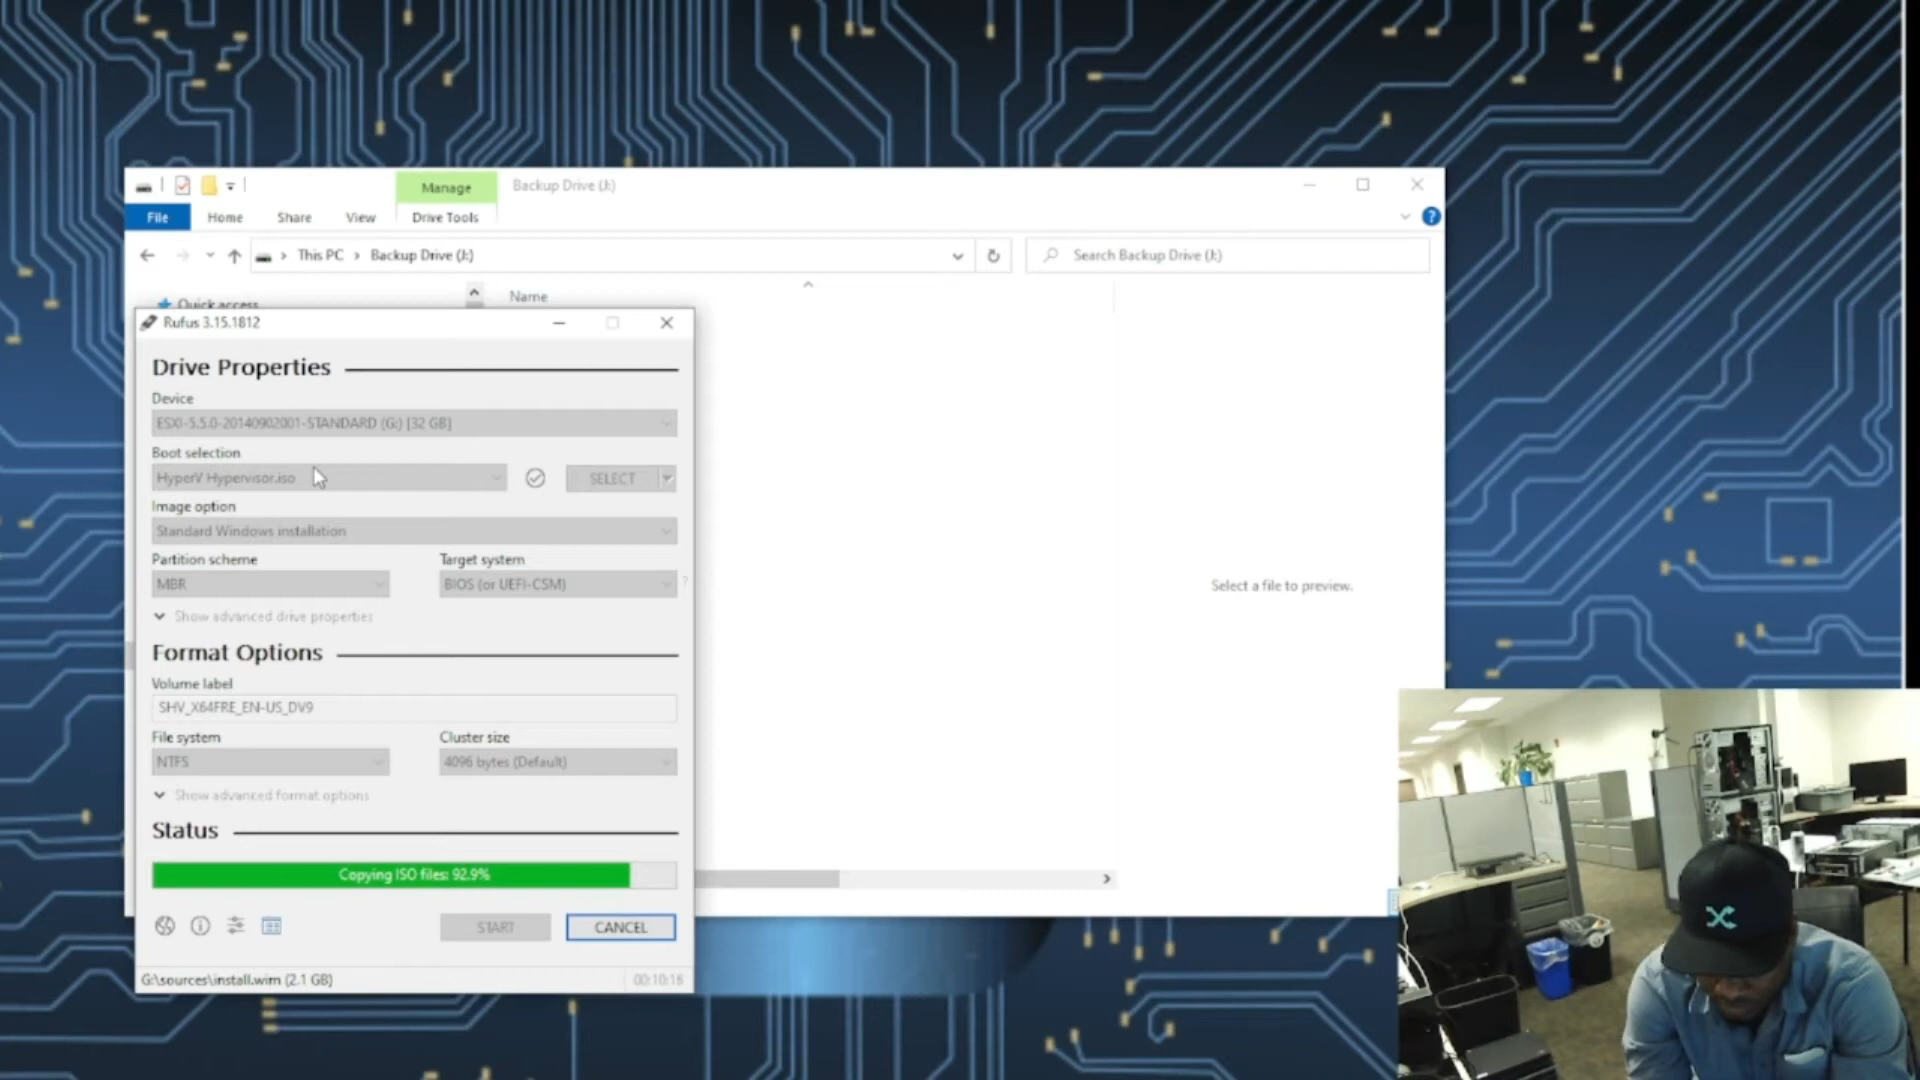 Manage
Backup Drive (J:)
File
Home
Share
View
Drive Tools
?
This PC
Backup Drive (J:)
Search Backup Drive (J:)
Quick access
Name
Rufus 3.15.1812
Drive Properties
Device
ESXI-5.5.0-20140902001-STANDARD (G:) [32 GB]
Boot selection
HyperV Hypervisor.iso
SELECT
Image option
Standard Windows installation
Partition scheme
Target system
MBR
BIOS (or UEFI-CSM)
?
Show advanced drive properties
Select a file to preview.
Format Options
Volume label
SHV_X64FRE_EN-US_DV9
File system
Cluster size
NTFS
4096 bytes (Default)
Show advanced format options
Status
Copying ISO files: 92.9%
START
CANCEL
G:\sources\install.wim (2.1 GB)
00:10:16